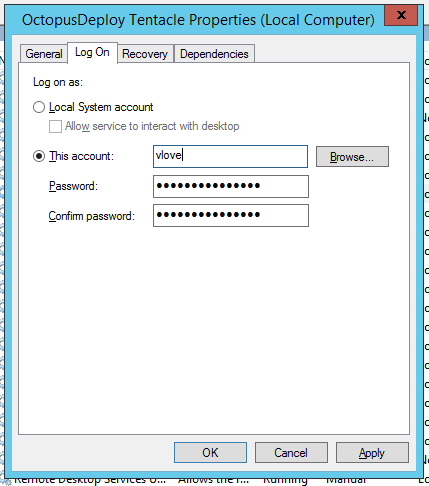 OctopusDeploy Tentacle Properties (Local Computer)
x
General Log On Recovery Dependencies
Log on as:
Local System account
Allow service to interact with desktop
This account: vlove Browse...
Password: ●●●●●●●●●●●●●●●
Confirm password: ●●●●●●●●●●●●●●●
OK Cancel Apply
Remote Desktop Services U... Allows the r... Running Manual